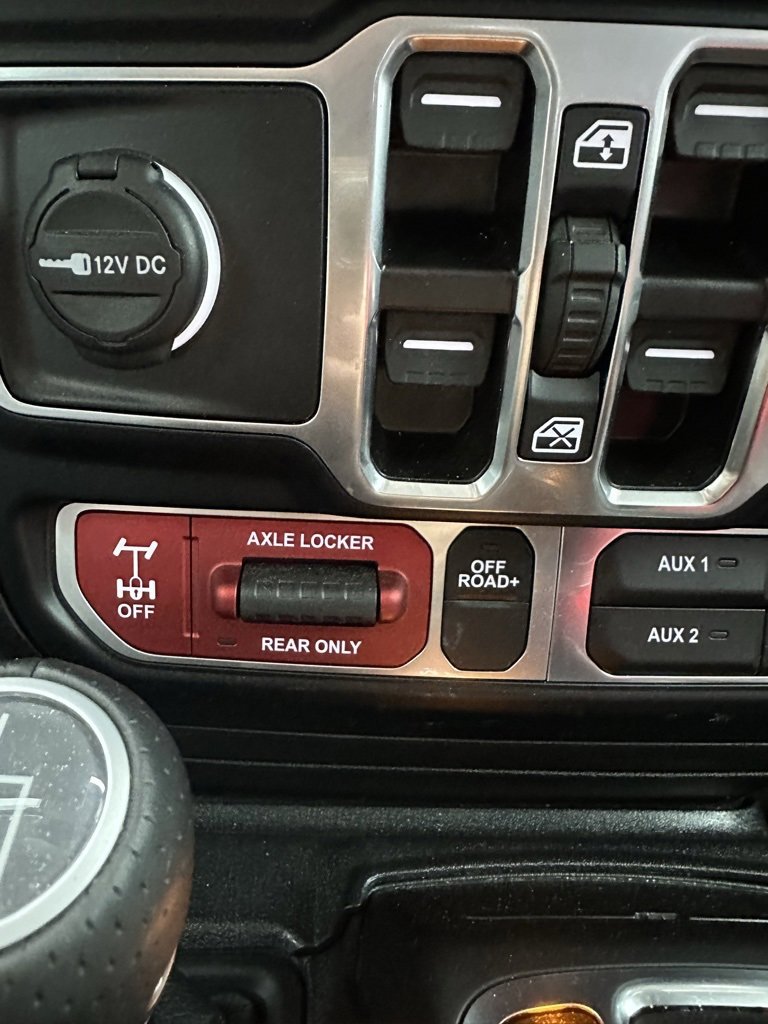 12V DC
AXLE LOCKER
OFF
REAR ONLY
OFF
ROAD+
AUX 1
AUX 2